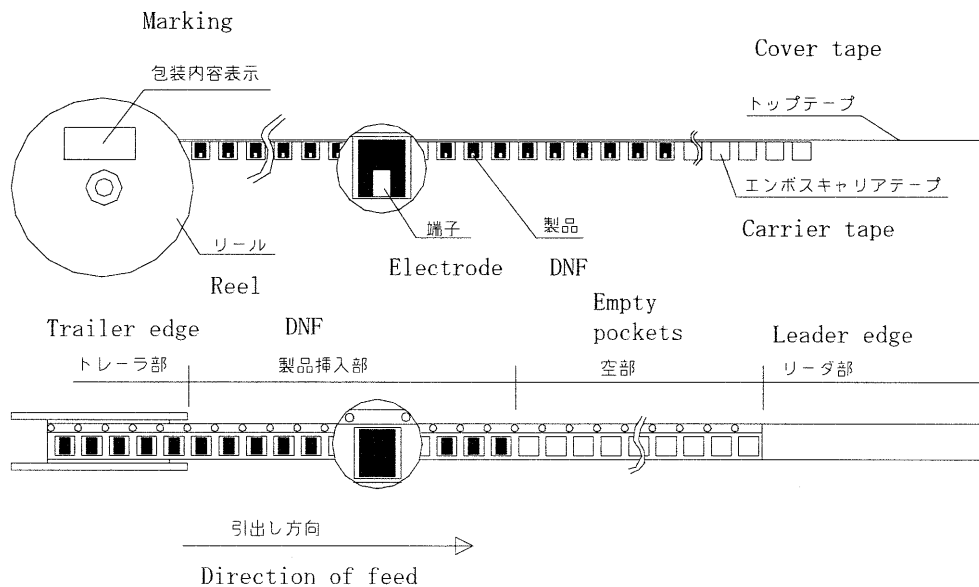 Marking
包装内容表示
Cover tape
トップテープ
エンボスキャリアテープ
Carrier tape
端子
製品
リール
Electrode
DNF
Reel
Empty
pockets
Trailer edge
DNF
Leader edge
トレーラ部
製品挿入部
空部
リーダ部
引出し方向
Direction of feed